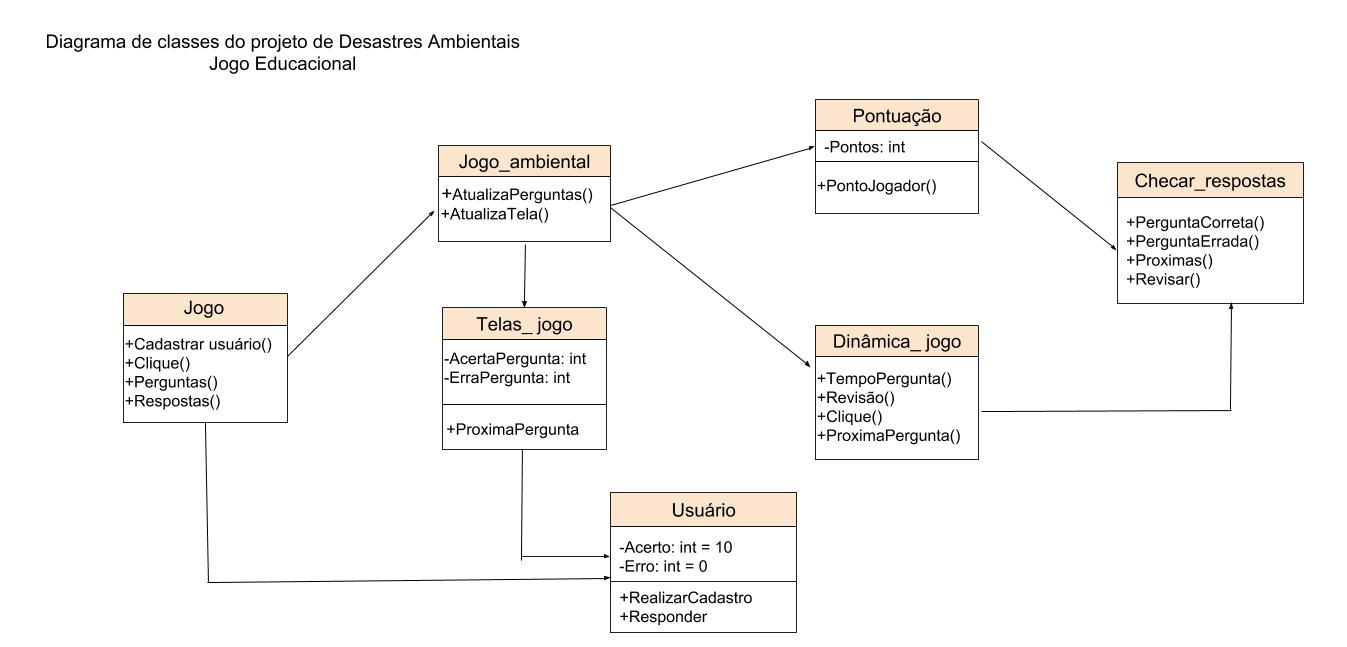 Diagrama de classes do projeto de Desastres Ambientais
Jogo Educacional
Jogo
+Cadastrar usuário()
+Clique()
+Perguntas()
+Respostas()
Jogo_ambiental
+AtualizaPerguntas()
+AtualizaTela()
Telas_ jogo
-AcertaPergunta: int
-ErraPergunta: int
+ProximaPergunta
Usuário
-Acerto: int = 10
-Erro: int = 0
+RealizarCadastro
+Responder
Pontuação
-Pontos: int
+PontoJogador()
Dinâmica_ jogo
+TempoPergunta()
+Revisão()
+Clique()
+ProximaPergunta()
Checar_respostas
+PerguntaCorreta()
+PerguntaErrada()
+Proximas()
+Revisar()